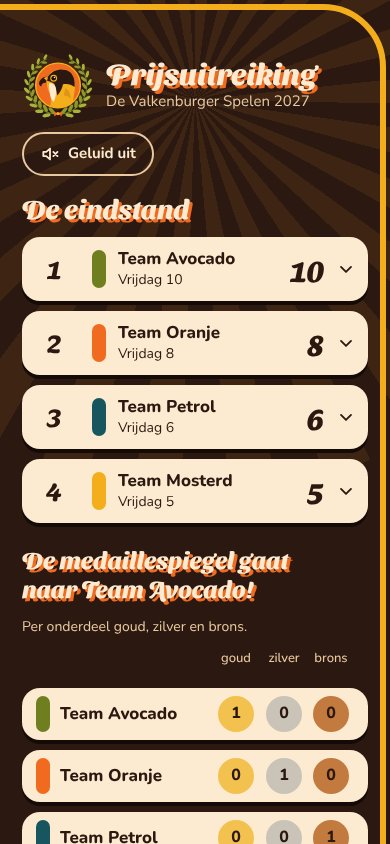 Prijsuitreiking
De Valkenburger Spelen 2027
Geluid uit
De eindstand
1 Team Avocado 10
Vrijdag 10
2 Team Oranje 8
Vrijdag 8
3 Team Petrol 6
Vrijdag 6
4 Team Mosterd 5
Vrijdag 5
De medaillespiegel gaat
naar Team Avocado!
Per onderdeel goud, zilver en brons.
goud zilver brons
Team Avocado 1 0 0
Team Oranje 0 1 0
Team Petrol 0 0 1